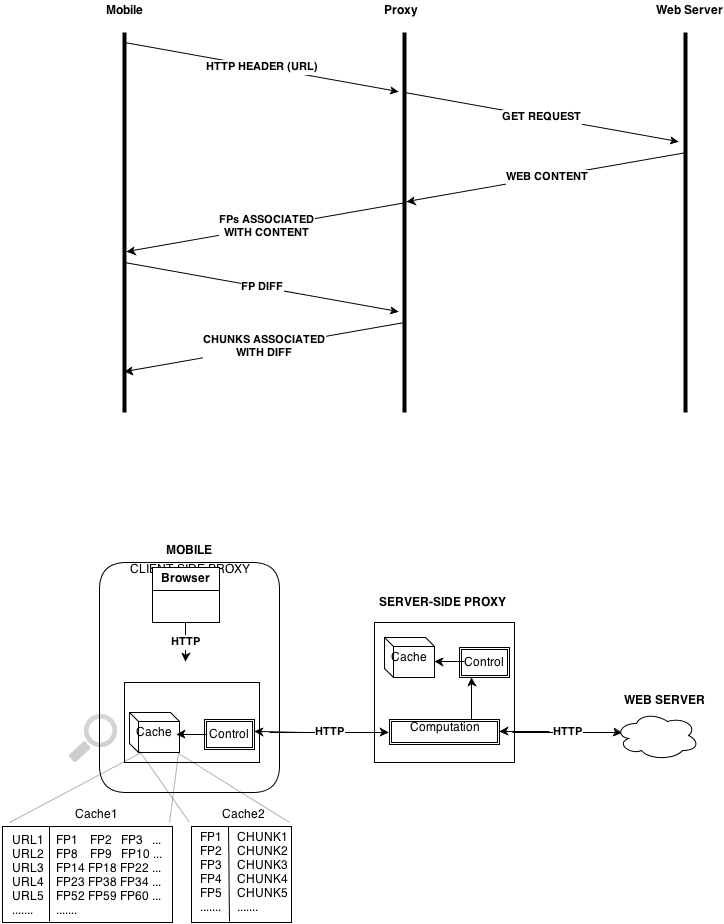 Mobile Proxy Web Server
HTTP HEADER (URL)
GET REQUEST
WEB CONTENT
FPs ASSOCIATED
WITH CONTENT
FP DIFF
CHUNKS ASSOCIATED
WITH DIFF
MOBILE
CLIENT-SIDE PROXY
Browser
HTTP
Cache
Control
HTTP
SERVER-SIDE PROXY
Cache
Control
Computation
HTTP
WEB SERVER
Cache1
URL1 FP1 FP2 FP3 ...
URL2 FP8 FP9 FP10 ...
URL3 FP14 FP18 FP22 ...
URL4 FP23 FP38 FP34 ...
URL5 FP52 FP59 FP60 ...
....... .......
Cache2
FP1 CHUNK1
FP2 CHUNK2
FP3 CHUNK3
FP4 CHUNK4
FP5 CHUNK5
....... .......